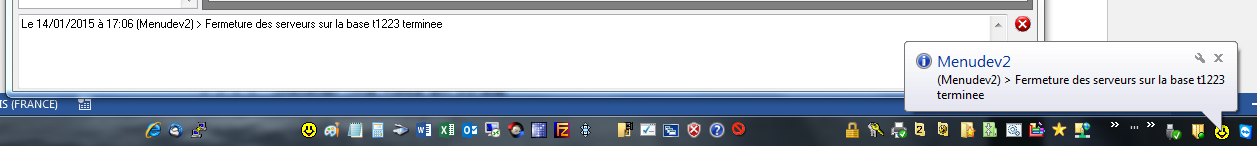 Le 14/01/2015 à 17:06 (Menudev2) > Fermeture des serveurs sur la base t1223 terminee
Menudev2
(Menudev2) > Fermeture des serveurs sur la base t1223
terminee
IS (FRANCE)